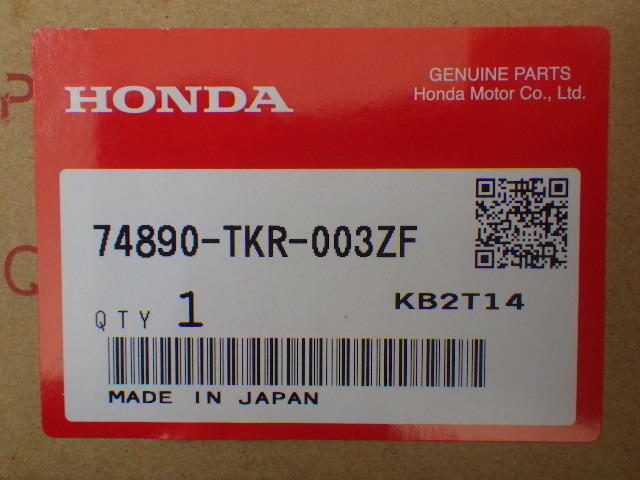 HONDA
GENUINE PARTS
Honda Motor Co., Ltd.
74890-TKR-003ZF
QTY 1
KB2T14
MADE IN JAPAN
P
Q